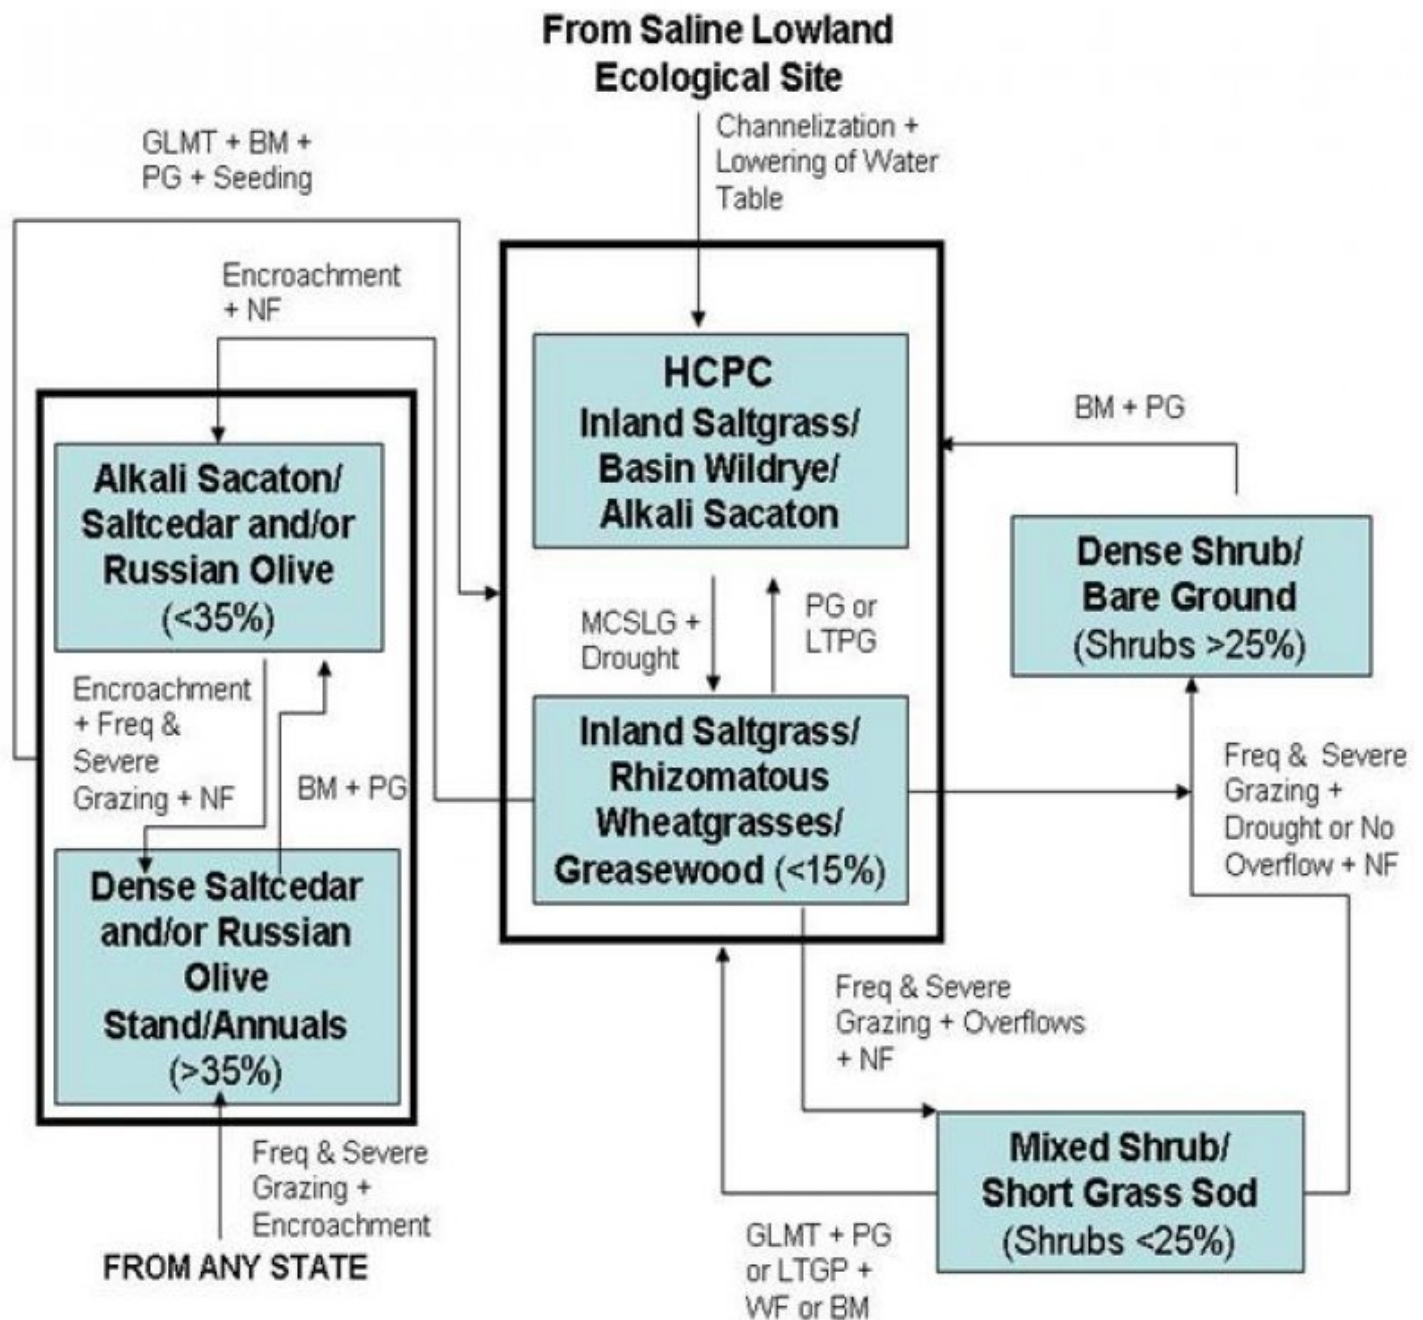 From Saline Lowland
Ecological Site
Channelization +
Lowering of Water
Table
GLMT + BM +
PG + Seeding
Encroachment
+ NF
HCPC
Inland Saltgrass/
Basin Wildrye/
Alkali Sacaton
BM + PG
Alkali Sacaton/
Saltcedar and/or
Russian Olive
(<35%)
Dense Shrub/
Bare Ground
(Shrubs >25%)
MCSLG +
Drought
PG or
LTPG
Encroachment
+ Freq &
Severe
Grazing + NF
BM + PG
Inland Saltgrass/
Rhizomatous
Wheatgrasses/
Greasewood (<15%)
Freq & Severe
Grazing +
Drought or No
Overflow + NF
Dense Saltcedar
and/or Russian
Olive
Stand/Annuals
(>35%)
Freq & Severe
Grazing + Overflows
+ NF
Freq & Severe
Grazing +
Encroachment
FROM ANY STATE
Mixed Shrub/
Short Grass Sod
(Shrubs <25%)
GLMT + PG
or LTGP +
WF or BM